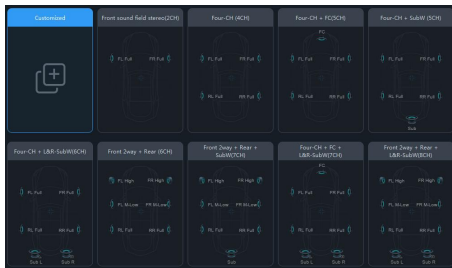 Customized
Front sound field stereo(2CH)
Four-CH (4CH)
Four-CH + FC(5CH)
Four-CH + SubW (5CH)
FL Full
FR Full
FL Full
FR Full
RL Full
RR Full
FC
FL Full
FR Full
RL Full
RR Full
FL Full
FR Full
RL Full
RR Full
Sub
Four-CH + L&R-SubW(6CH)
Front 2way + Rear (6CH)
Front 2way + Rear +
SubW(7CH)
Four-CH + FC +
L&R-SubW(7CH)
Front 2way + Rear +
L&R-SubW(8CH)
FL Full
FR Full
RL Full
RR Full
Sub L
Sub R
FL High
FR High
FL M.Low
FR M.Low
RL Full
RR Full
FL High
FR High
FL M.Low
FR M.Low
RL Full
RR Full
Sub
FC
FL Full
FR Full
RL Full
RR Full
Sub L
Sub R
FL High
FR High
FL M.Low
FR M.Low
RL Full
RR Full
Sub L
Sub R